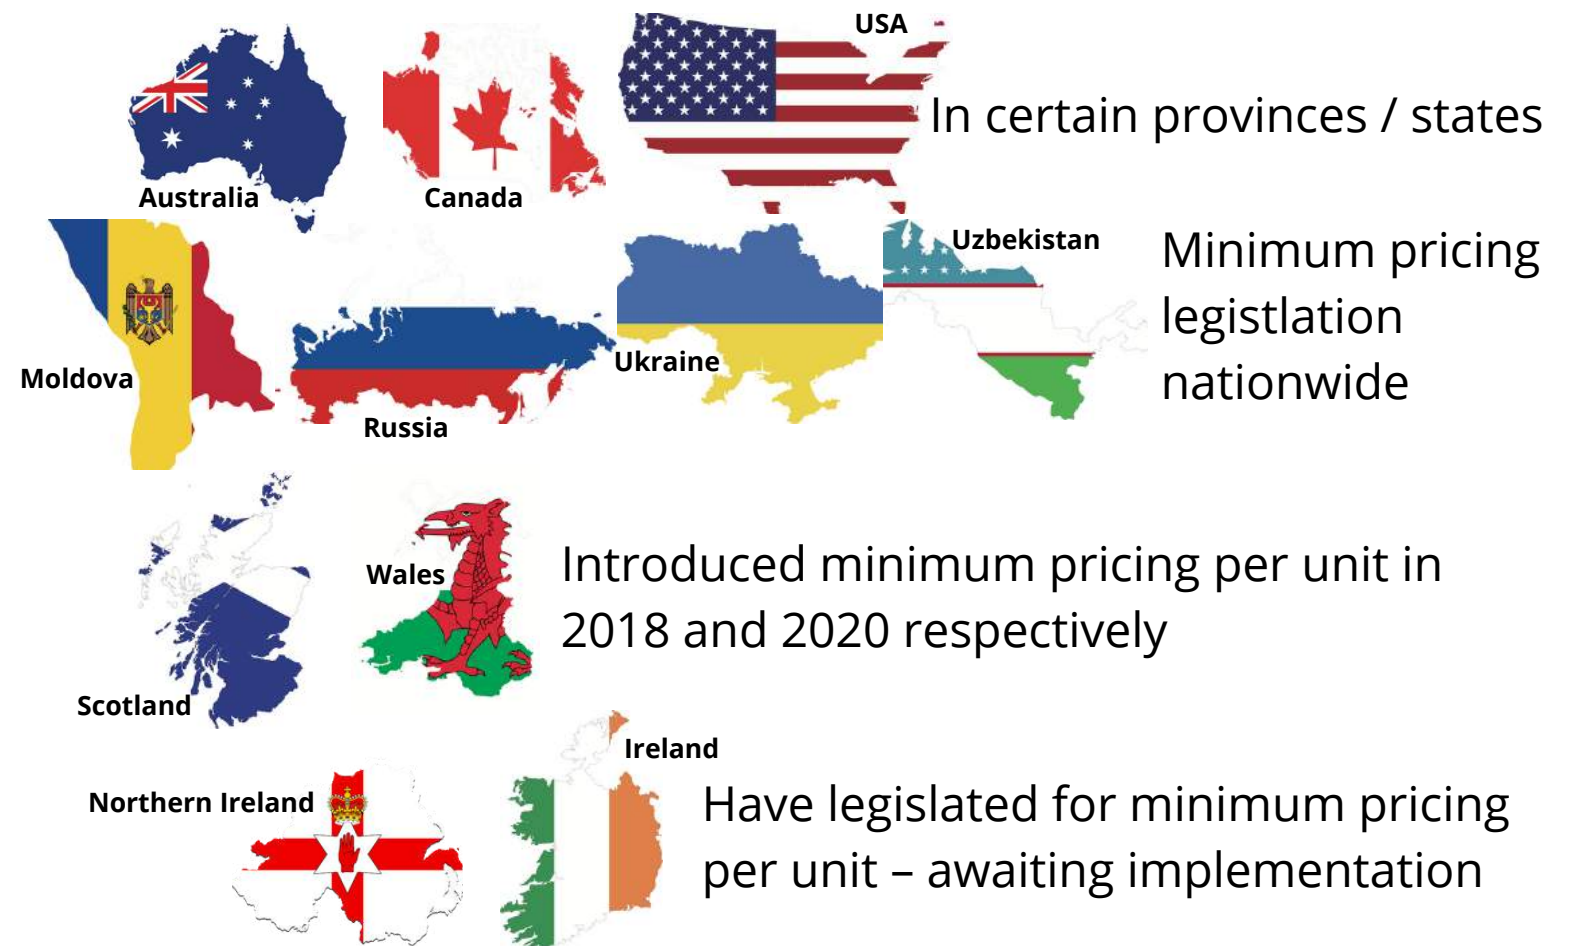 USA
In certain provinces / states
Australia
Canada
Uzbekistan
Minimum pricing
legistlation
nationwide
Moldova
Russia
Ukraine
Wales
Introduced minimum pricing per unit in
2018 and 2020 respectively
Scotland
Ireland
Northern Ireland
Have legislated for minimum pricing
per unit – awaiting implementation